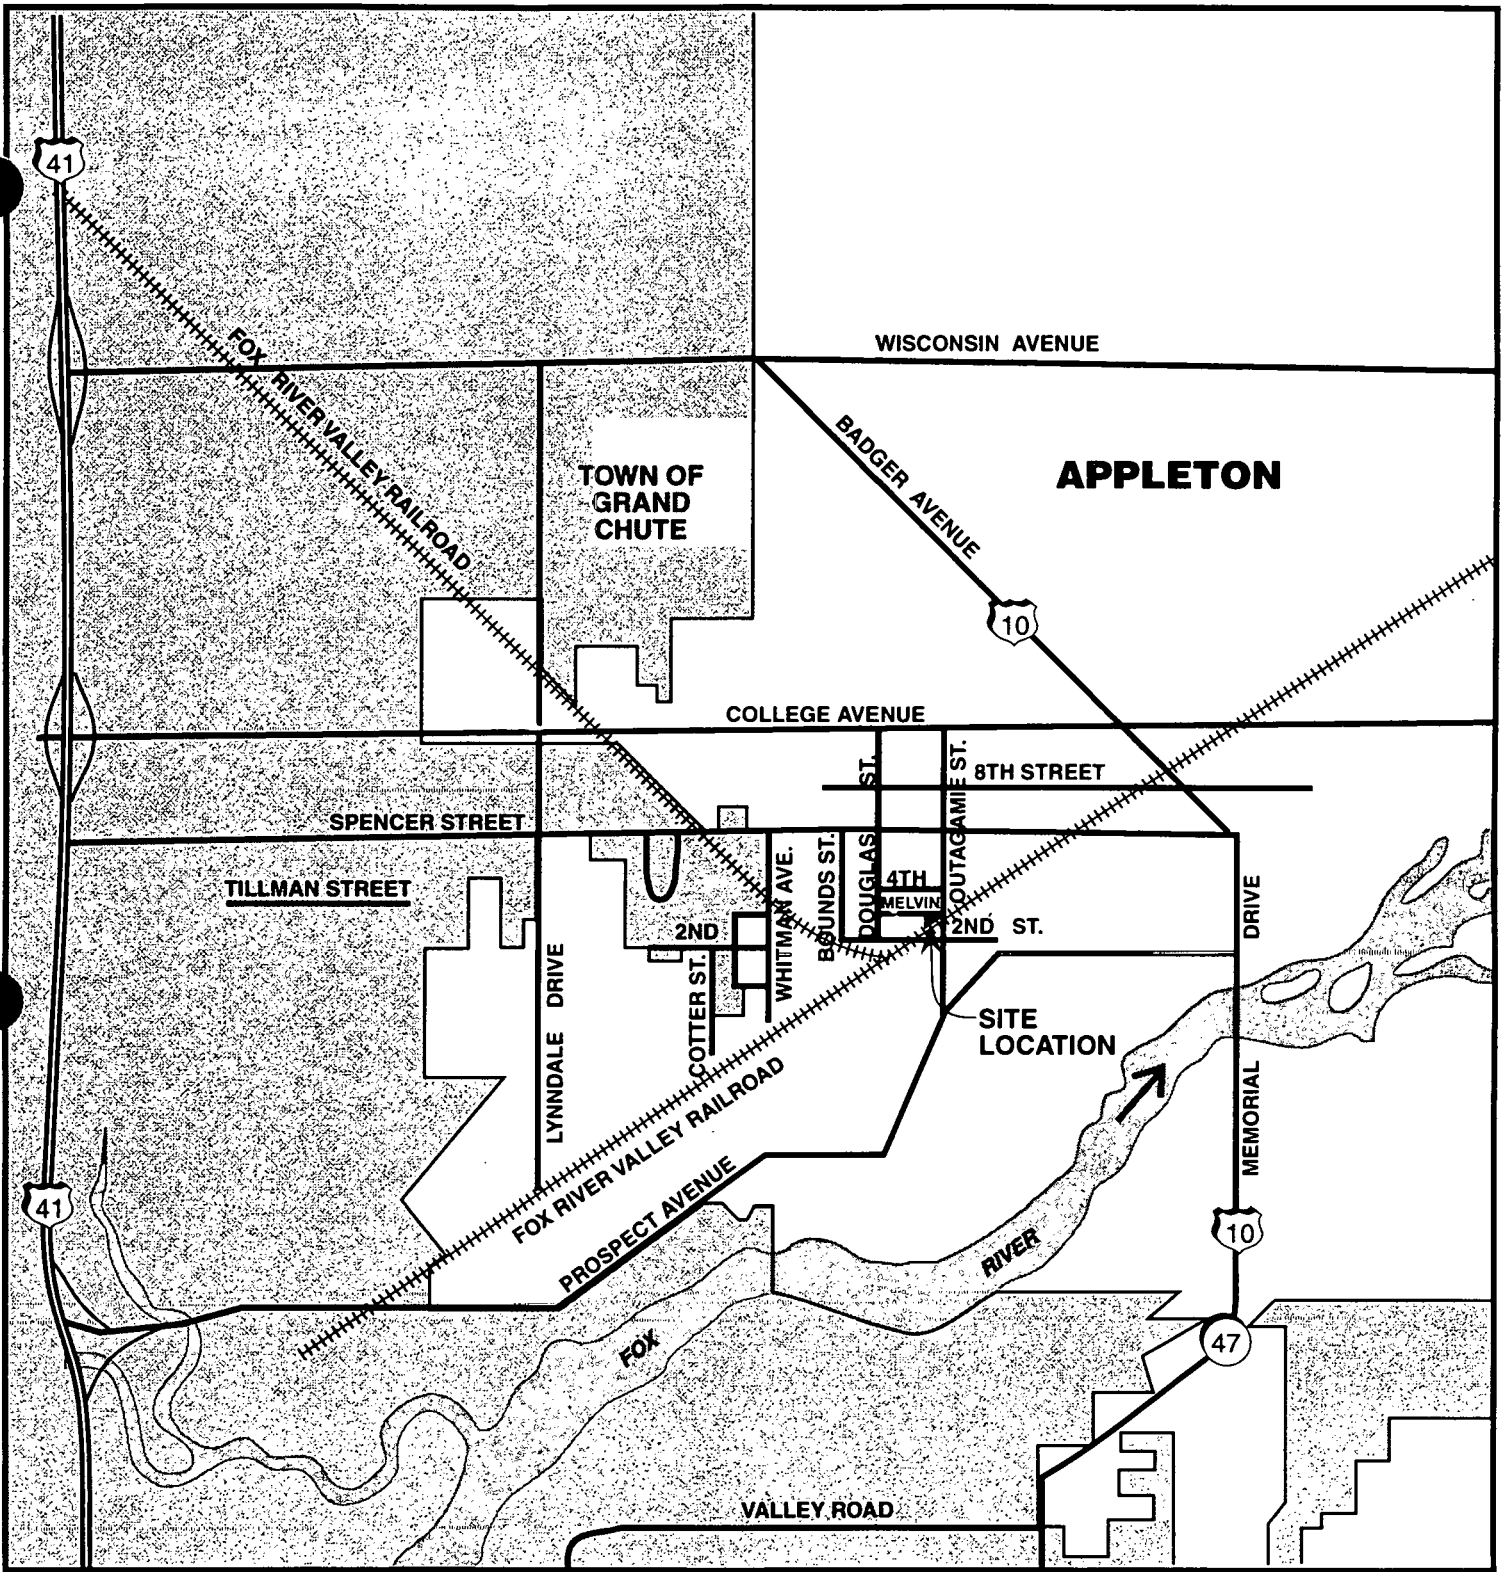 41
WISCONSIN AVENUE
FOX RIVER VALLEY RAILROAD
BADGER AVENUE
TOWN OF
GRAND
CHUTE
APPLETON
10
COLLEGE AVENUE
8TH STREET
DOUGLAS ST.
OUTAGAMIE ST.
SPENCER STREET
TILLMAN STREET
WHITMAN AVE.
BOUNDS ST.
4TH
MELVIN
2ND
2ND ST.
COTTER ST.
LYNNDALE DRIVE
MEMORIAL DRIVE
SITE
LOCATION
FOX RIVER VALLEY RAILROAD
PROSPECT AVENUE
41
10
FOX RIVER
47
VALLEY ROAD